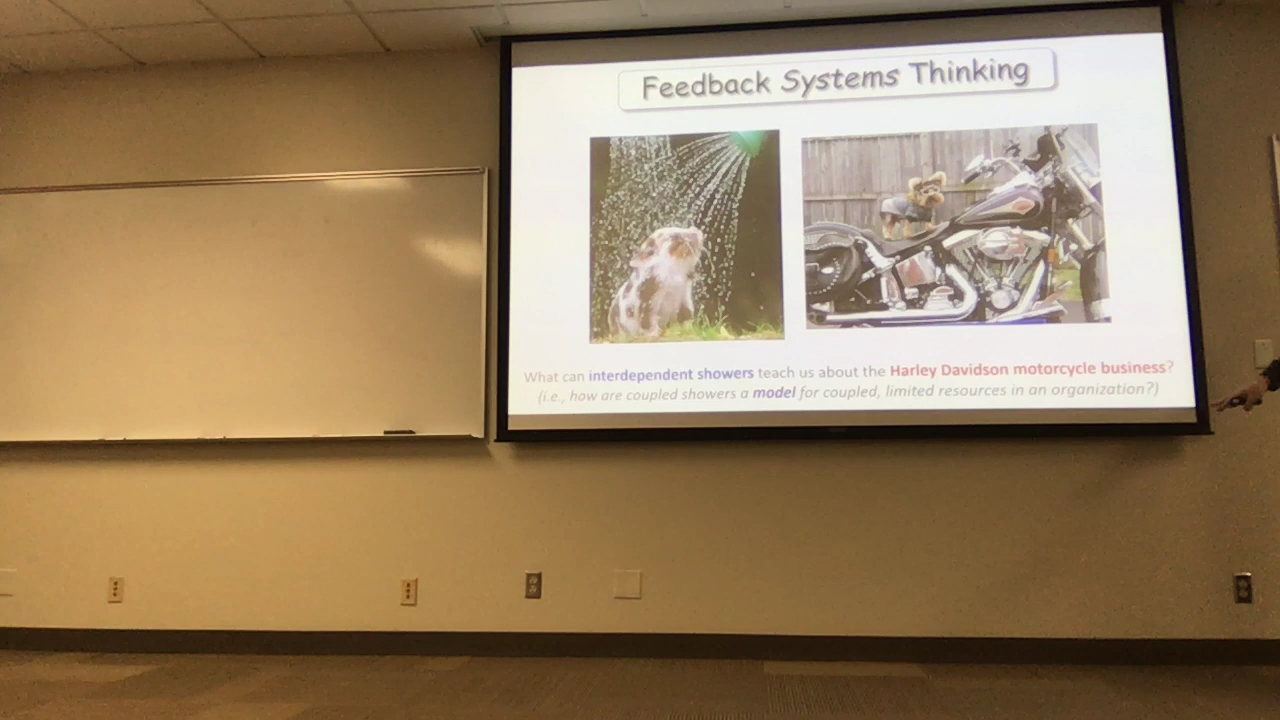 Feedback Systems Thinking
What can interdependent showers teach us about the Harley Davidson motorcycle business?
(i.e., how are coupled showers a model for coupled, limited resources in an organization?)